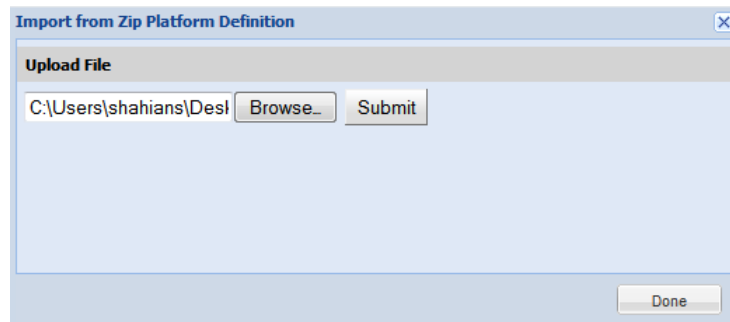 Import from Zip Platform Definition
Upload File
C:\Users\shahians\Desk Browse... Submit
Done